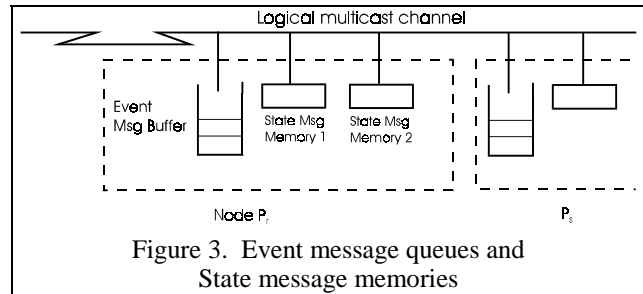 Logical multicast channel
Event
Msg Buffer
State Msg
Memory 1
State Msg
Memory 2
Node Pr
Ps
Figure 3. Event message queues and
State message memories